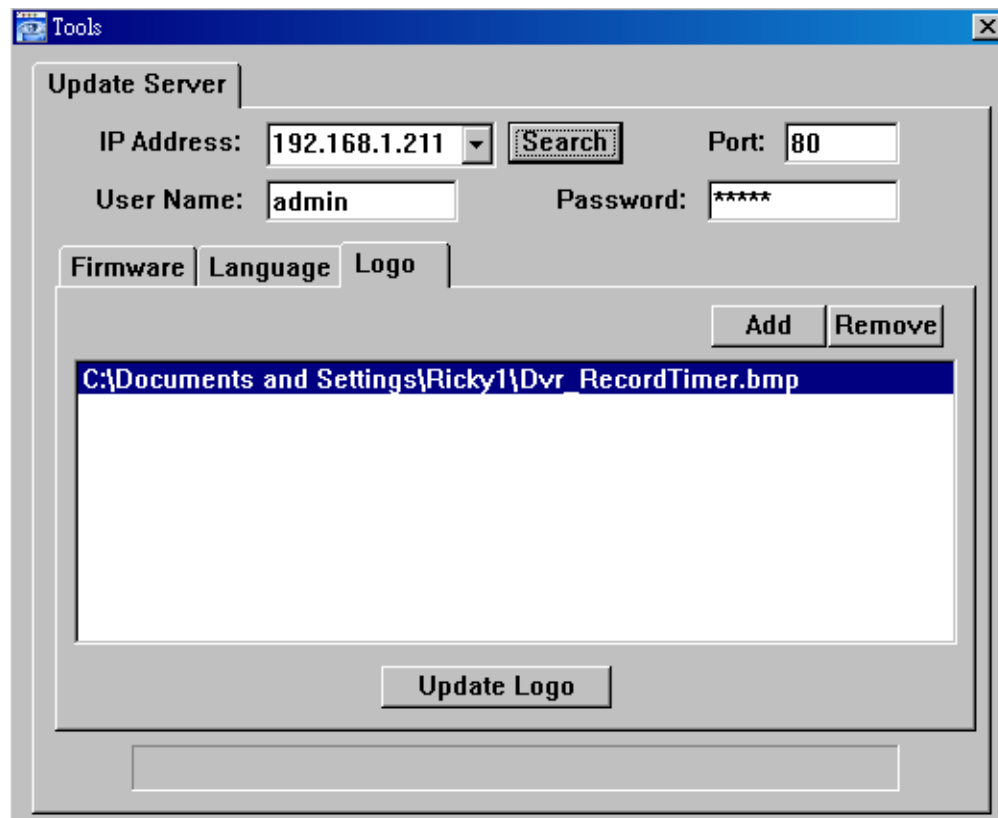 Tools
Update Server
IP Address: 192.168.1.211 Search Port: 80
User Name: admin Password: *****
Firmware Language Logo
Add Remove
C:\Documents and Settings\Ricky1\Dvr_RecordTimer.bmp
Update Logo